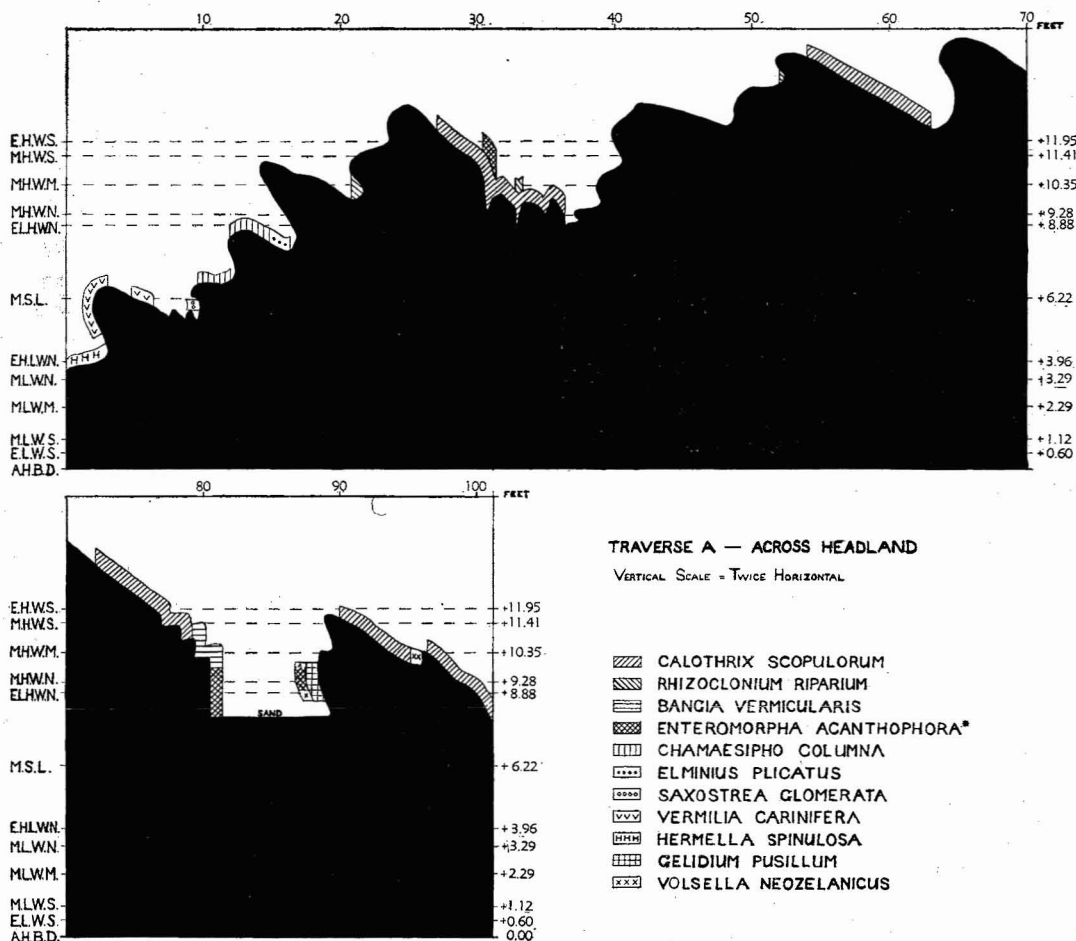 10 20 30 40 50 60 70 FEET
E.H.W.S. +11.95
M.H.W.S. +11.41
M.H.W.M. +10.35
M.H.W.N. +9.28
E.L.H.W.N. +8.88
M.S.L. 6.22
E.H.L.W.N. +3.96
M.L.W.N. +3.29
M.L.W.M. +2.29
M.L.W.S. +1.12
E.L.W.S. +0.60
A.H.B.D.
80 90 100 FEET
E.H.W.S. +11.95
M.H.W.S. +11.41
M.H.W.M. +10.35
M.H.W.N. +9.28
E.L.H.W.N. +8.88
SAND
M.S.L. +6.22
E.H.L.W.N. +3.96
M.L.W.N. +3.29
M.L.W.M. +2.29
M.L.W.S. +1.12
E.L.W.S. +0.60
A.H.B.D. 0.00
TRAVERSE A — ACROSS HEADLAND
VERTICAL SCALE = TWICE HORIZONTAL
CALOTHRIX SCOPULORUM
RHIZOCLONIUM RIPARIUM
BANGIA VERMICULARIS
ENTEROMORPHA ACANTHOPHORA*
CHAMAESIPHO COLUMNA
ELMINIUS PLICATUS
SAXOSTREA GLOMERATA
VERMILIA CARINIFERA
HERMELLA SPINULOSA
GELIDIUM PUSILLUM
VOLSELLA NEOZELANICUS